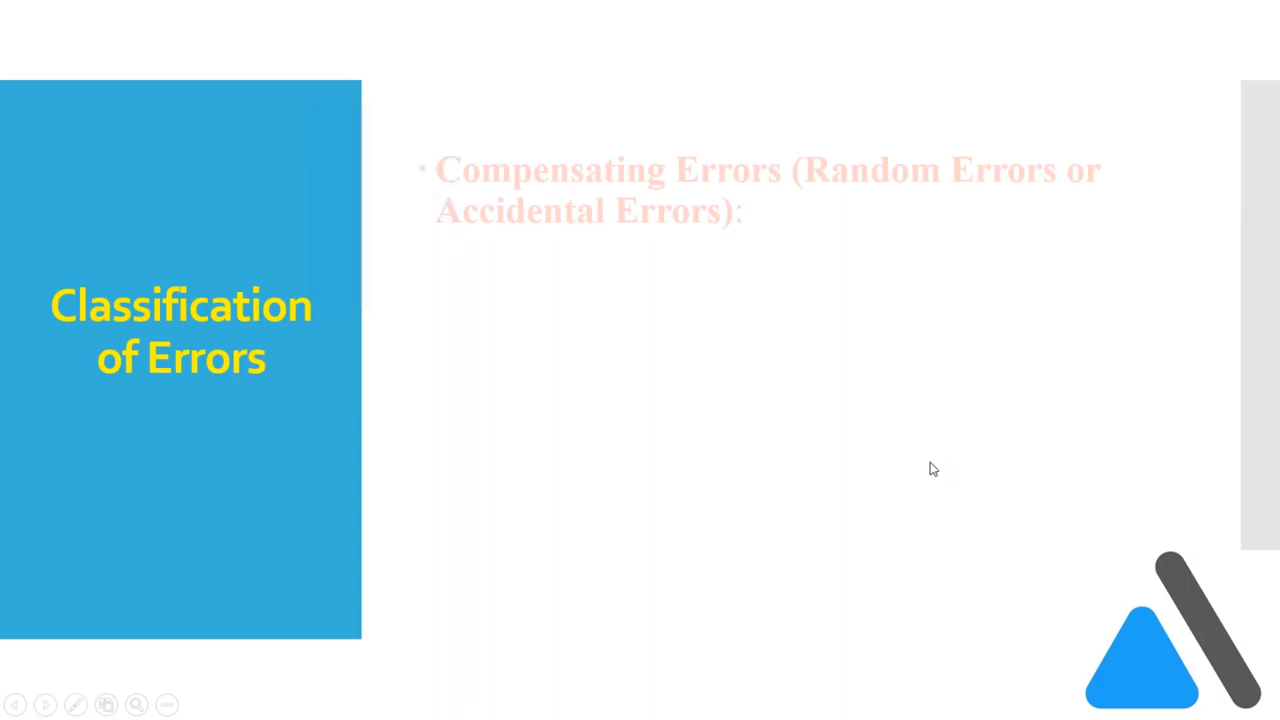 Classification
of Errors
• Compensating Errors (Random Errors or
Accidental Errors):